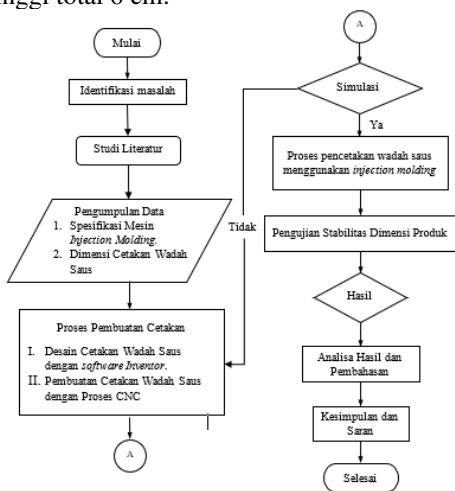 nggi total 6 cm.
Mulai
Identifikasi masalah
Studi Literatur
Pengumpulan Data
1. Spesifikasi Mesin
Injection Molding.
2. Dimensi Cetakan Wadah
Saus
Proses Pembuatan Cetakan
I. Desain Cetakan Wadah Saus
dengan software Inventor.
II. Pembuatan Cetakan Wadah Saus
dengan Proses CNC
A
A
Simulasi
Tidak
Ya
Proses pencetakan wadah saus
menggunakan injection molding
Pengujian Stabilitas Dimensi Produk
Hasil
Analisa Hasil dan
Pembahasan
Kesimpulan dan
Saran
Selesai